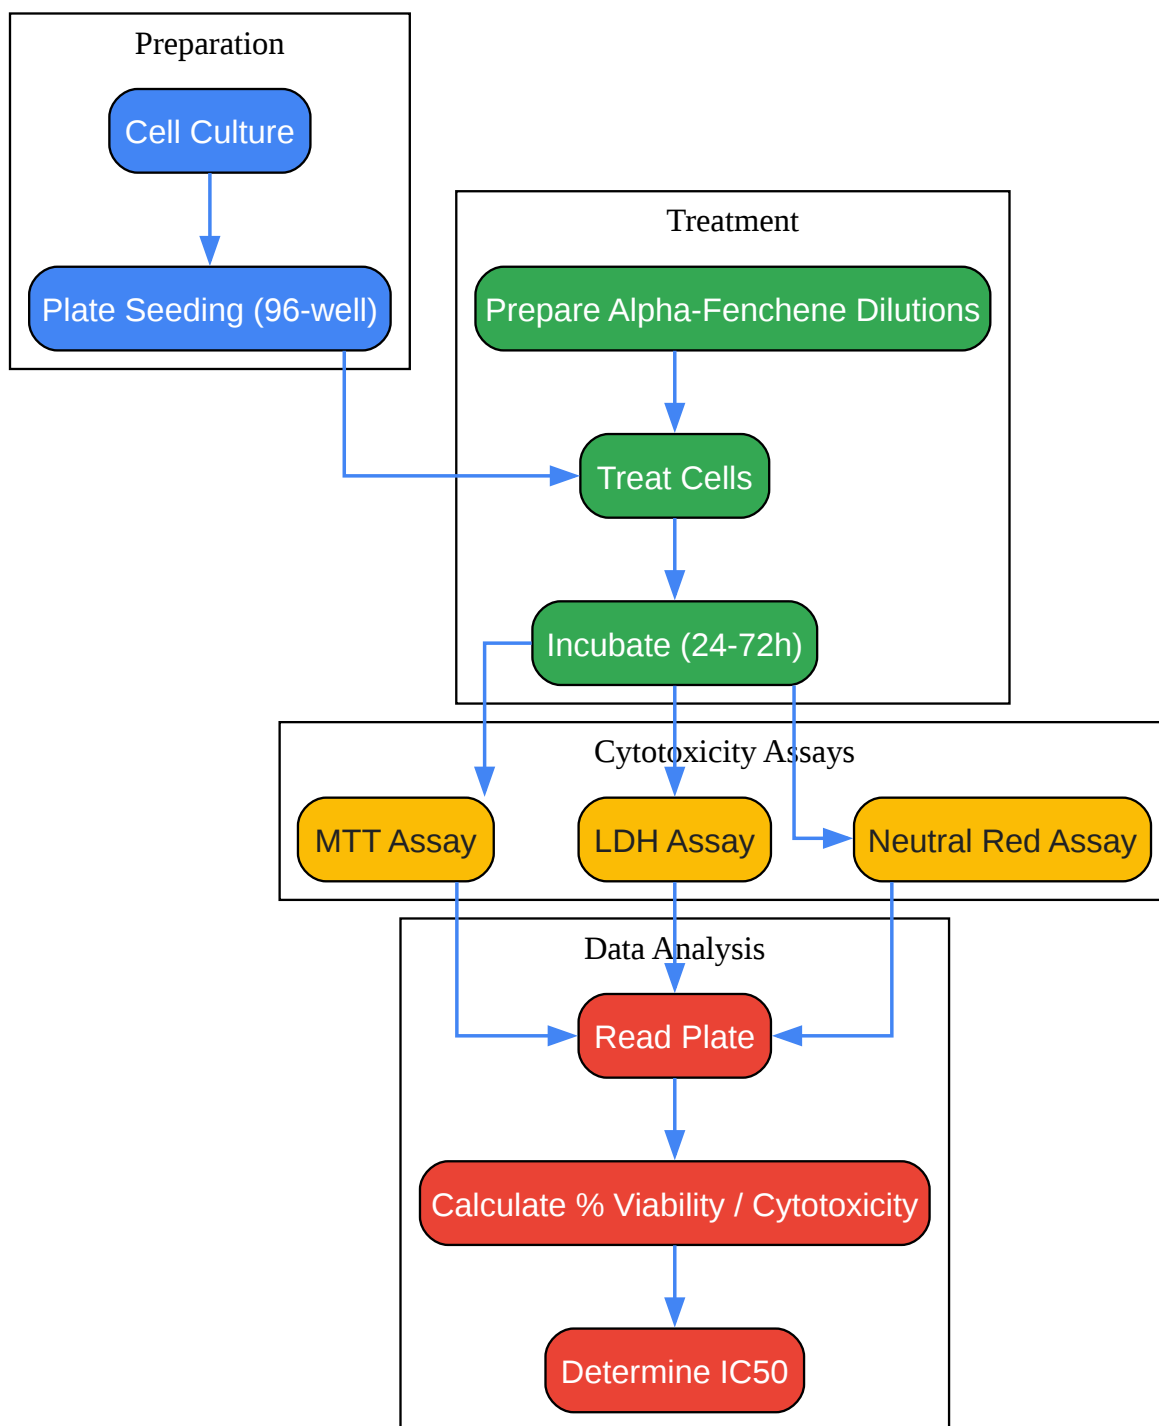 Preparation
Cell Culture
Plate Seeding (96-well)
Treatment
Prepare Alpha-Fenchene Dilutions
Treat Cells
Incubate (24-72h)
Cytotoxicity Assays
MTT Assay
LDH Assay
Neutral Red Assay
Data Analysis
Read Plate
Calculate % Viability / Cytotoxicity
Determine IC50